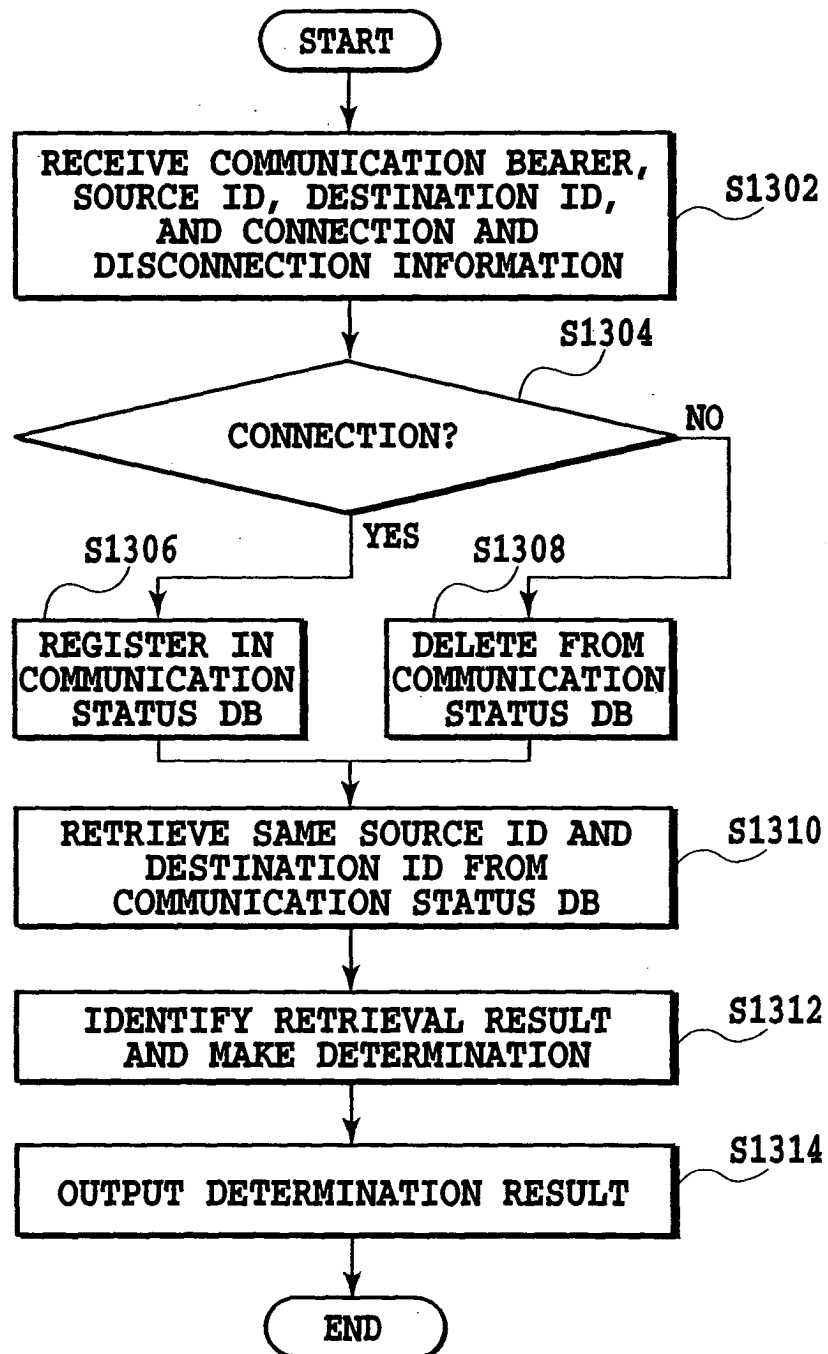 START
RECEIVE COMMUNICATION BEARER,
SOURCE ID, DESTINATION ID,
AND CONNECTION AND
DISCONNECTION INFORMATION
S1302
S1304
CONNECTION?
NO
YES
S1306
S1308
REGISTER IN
COMMUNICATION
STATUS DB
DELETE FROM
COMMUNICATION
STATUS DB
RETRIEVE SAME SOURCE ID AND
DESTINATION ID FROM
COMMUNICATION STATUS DB
S1310
IDENTIFY RETRIEVAL RESULT
AND MAKE DETERMINATION
S1312
OUTPUT DETERMINATION RESULT
S1314
END